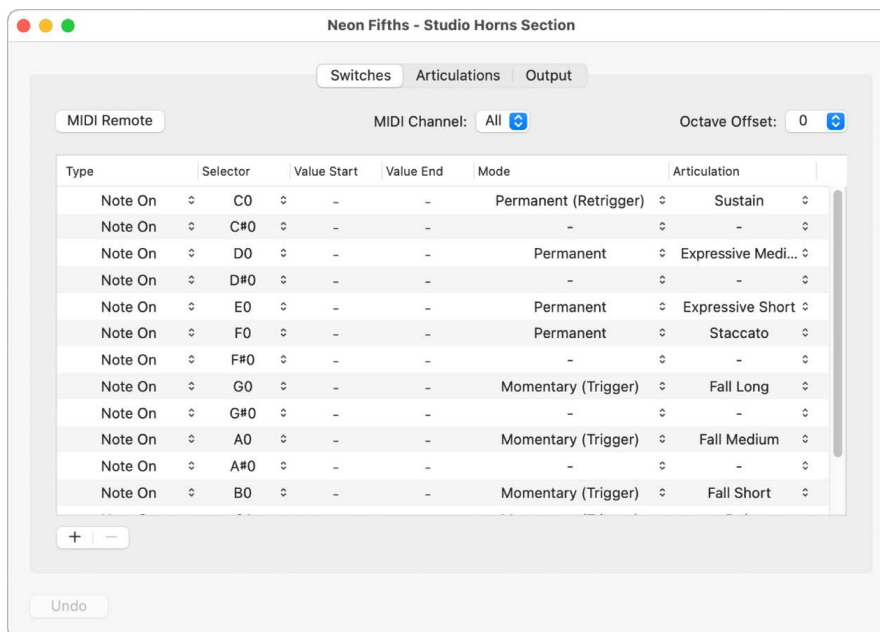 Neon Fifths - Studio Horns Section
Switches Articulations Output
MIDI Remote MIDI Channel: All Octave Offset: 0
Type Selector Value Start Value End Mode Articulation
Note On C0 - - Permanent (Retrigger) Sustain
Note On C#0 - - - -
Note On D0 - - Permanent Expressive Medi...
Note On D#0 - - - -
Note On E0 - - Permanent Expressive Short
Note On F0 - - Permanent Staccato
Note On F#0 - - - -
Note On G0 - - Momentary (Trigger) Fall Long
Note On G#0 - - - -
Note On A0 - - Momentary (Trigger) Fall Medium
Note On A#0 - - - -
Note On B0 - - Momentary (Trigger) Fall Short
+ -
Undo